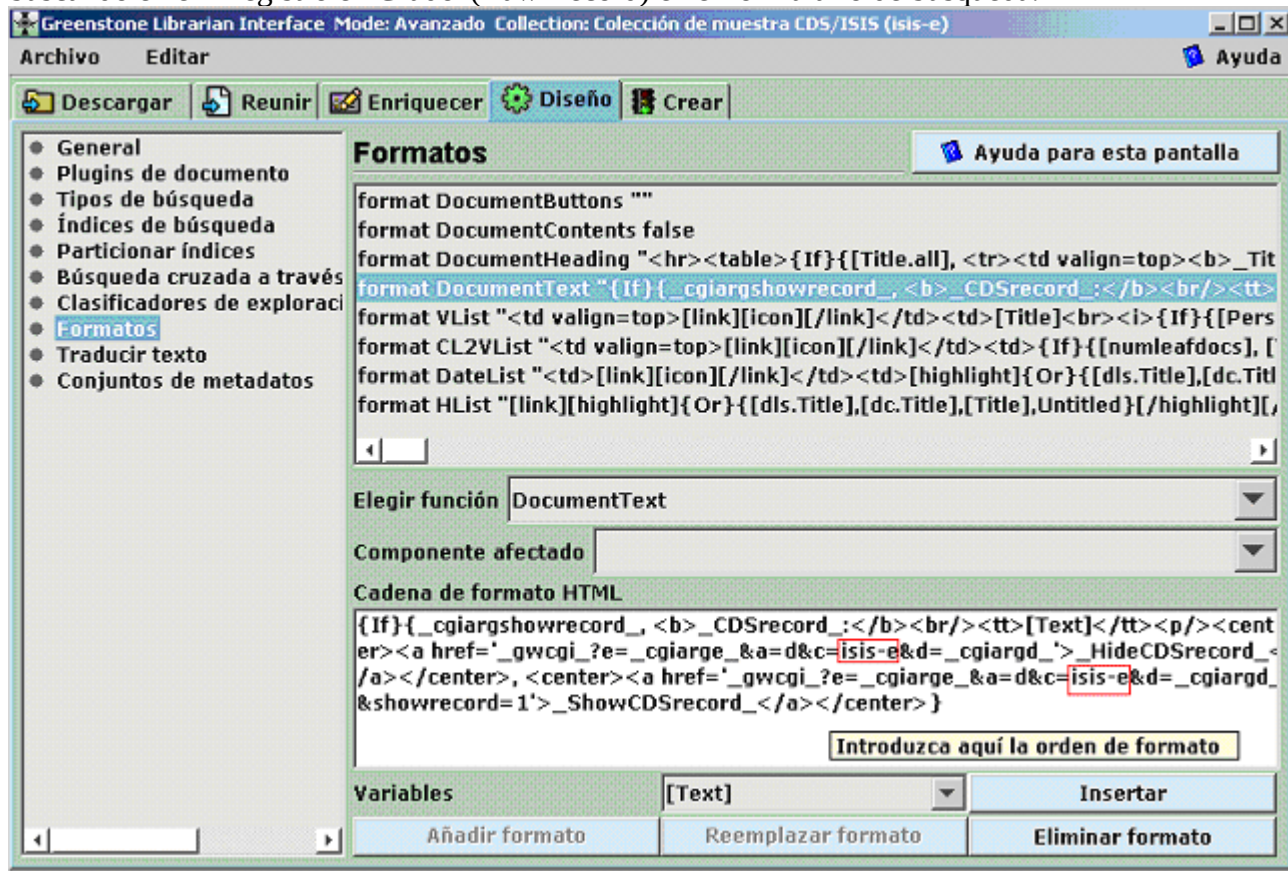 Greenstone Librarian Interface Mode: Avanzado Collection: Colección de muestra CDS/ISIS (isis-e)
Archivo Editar Ayuda
Descargar Reunir Enriquecer Diseño Crear
General
Plugins de documento
Tipos de búsqueda
Índices de búsqueda
Particionar índices
Búsqueda cruzada a través
Clasificadores de exploraci
Formatos
Traducir texto
Conjuntos de metadatos
Formatos
Ayuda para esta pantalla
format DocumentButtons ""
format DocumentContents false
format DocumentHeading "<hr><table>{If}{[Title.all], <tr><td valign=top><b>_Tit
format DocumentText "{If}{_cgiargshowrecord_, <b>_CDSrecord_:</b><br/><tt>
format VList "<td valign=top>[link][icon][/link]</td><td>[Title]<br><i>{If}{[Pers
format CL2VList "<td valign=top>[link][icon][/link]</td><td>{If}{[numleafdocs], ['
format DateList "<td>[link][icon][/link]</td><td>[highlight]{Or}{[dls.Title],[dc.Titl
format HList "[link][highlight]{Or}{[dls.Title],[dc.Title],[Title],Untitled}[/highlight][/
Elegir función DocumentText
Componente afectado
Cadena de formato HTML
{If}{_cgiargshowrecord_, <b>_CDSrecord_:</b><br/><tt>[Text]</tt><p/><cent
er><a href='_gwcgi_?e=_cgiarge_&a=d&c=isis-e&d=_cgiargd_'>_HideCDSrecord_<
/a></center>, <center><a href='_gwcgi_?e=_cgiarge_&a=d&c=isis-e&d=_cgiargd_
&showrecord=1'>_ShowCDSrecord_</a></center>}
Introduzca aquí la orden de formato
Variables [Text] Insertar
Añadir formato Reemplazar formato Eliminar formato